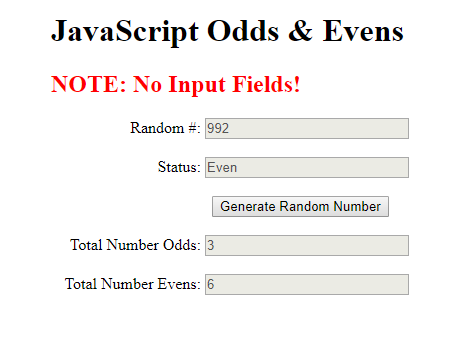 JavaScript Odds & Evens
NOTE: No Input Fields!
Random #: 992
Status: Even
Generate Random Number
Total Number Odds: 3
Total Number Evens: 6